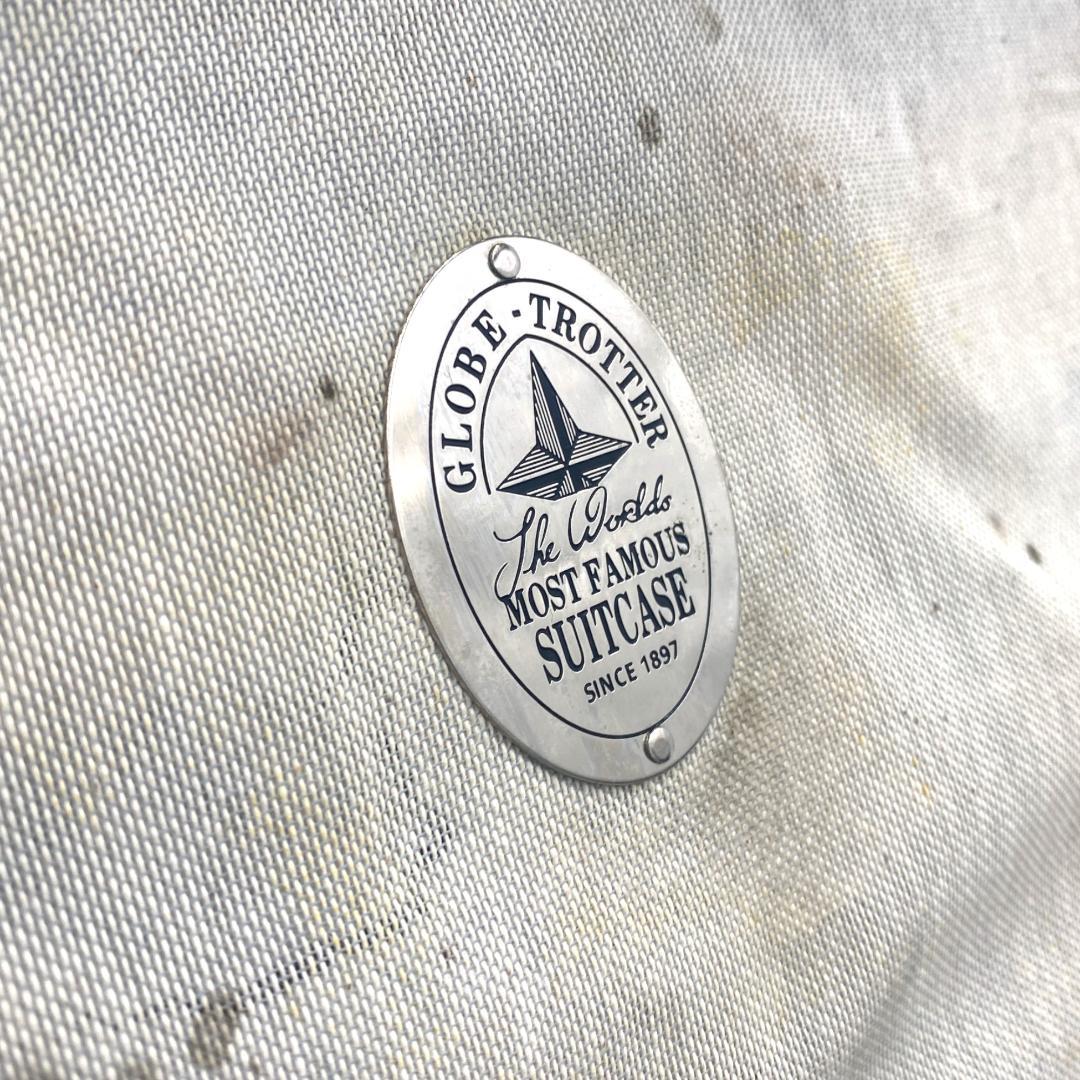 GLOBE-TROTTER
The Worlds
MOST FAMOUS
SUITCASE
SINCE 1897